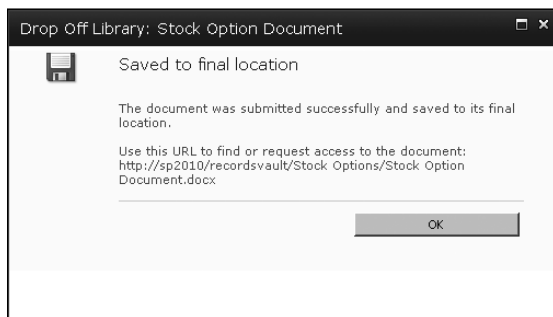 Drop Off Library: Stock Option Document
Saved to final location
The document was submitted successfully and saved to its final
location.
Use this URL to find or request access to the document:
http://sp2010/recordsvault/Stock Options/Stock Option
Document.docx
OK